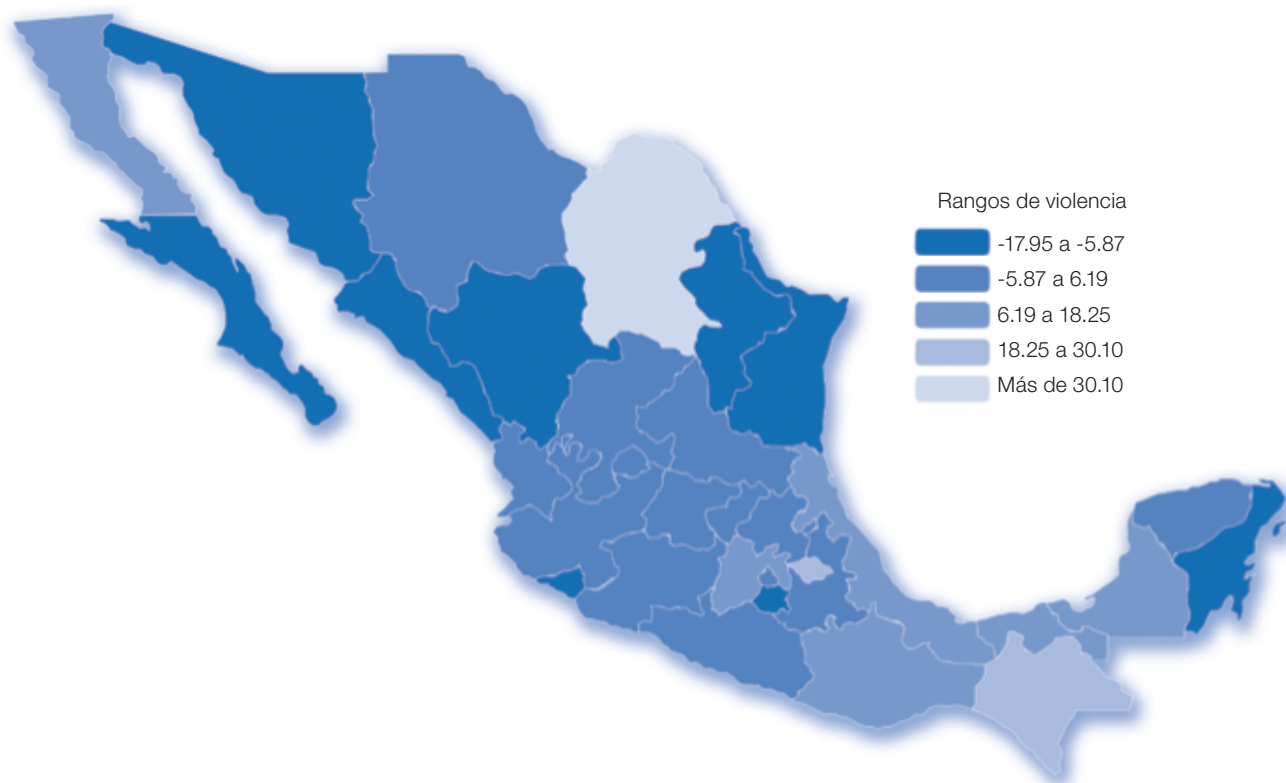 Rangos de violencia
-17.95 a -5.87
-5.87 a 6.19
6.19 a 18.25
18.25 a 30.10
Más de 30.10